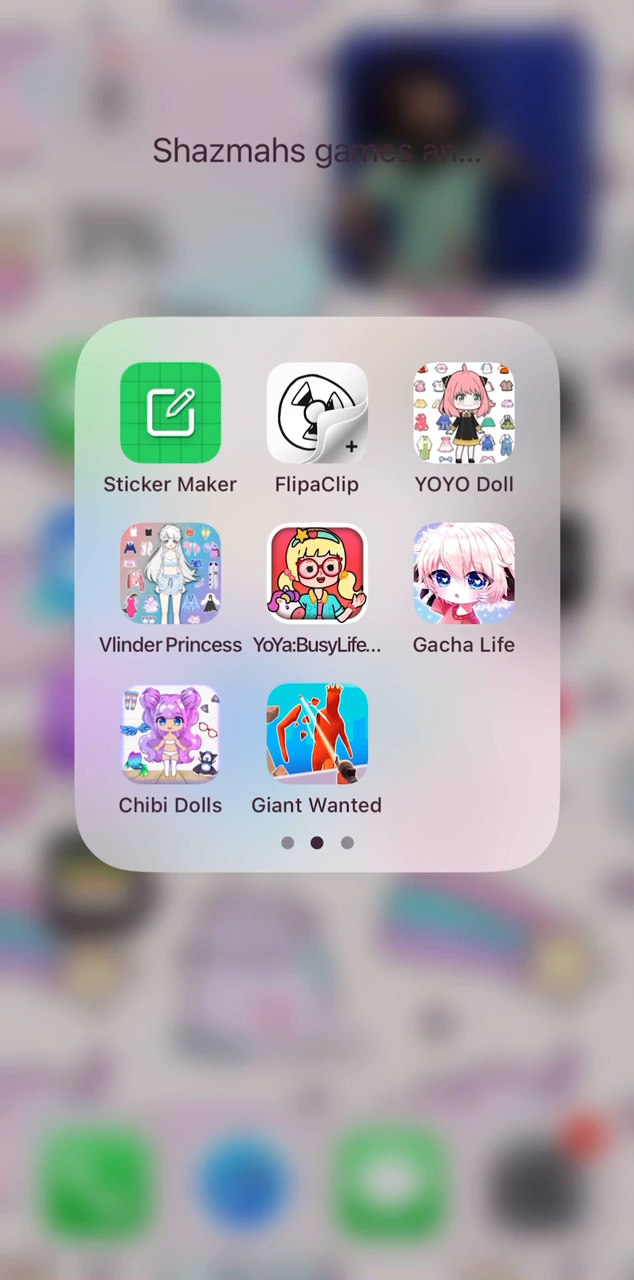 Shazmahs games an...
Sticker Maker
FlipaClip
YOYO Doll
Vlinder Princess
YoYa:BusyLife...
Gacha Life
Chibi Dolls
Giant Wanted